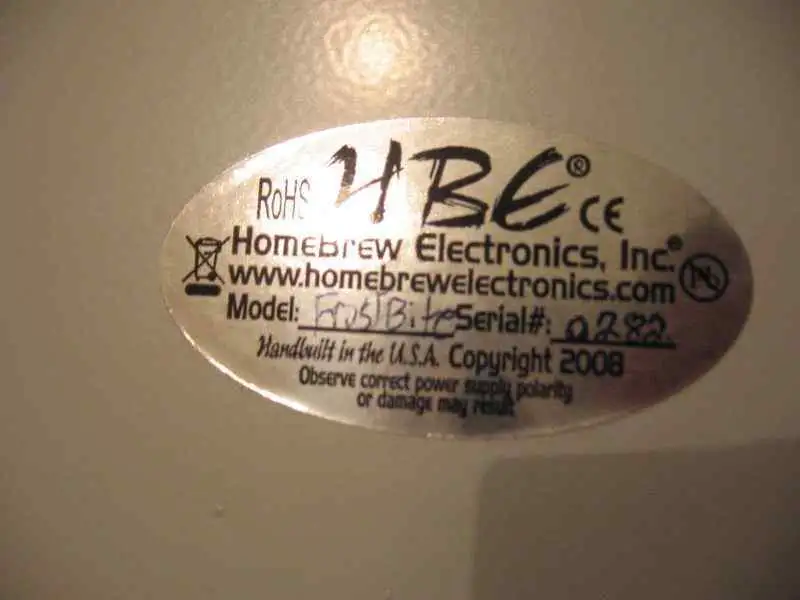 RoHS HBE® CE
HomeBrew Electronics, Inc.®
www.homebrewelectronics.com
Model: FrostBite Serial#: 0282
Handbuilt in the U.S.A. Copyright 2008
Observe correct power supply polarity
or damage may result